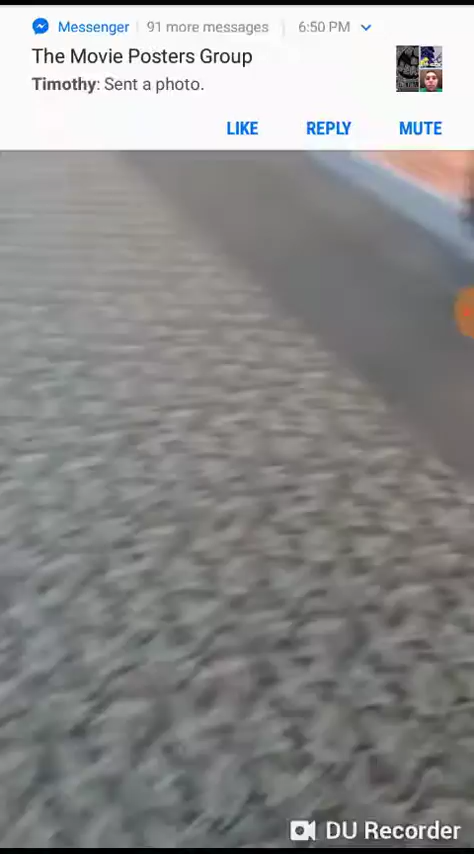 Messenger | 91 more messages | 6:50 PM
The Movie Posters Group
Timothy: Sent a photo.
LIKE REPLY MUTE
DU Recorder